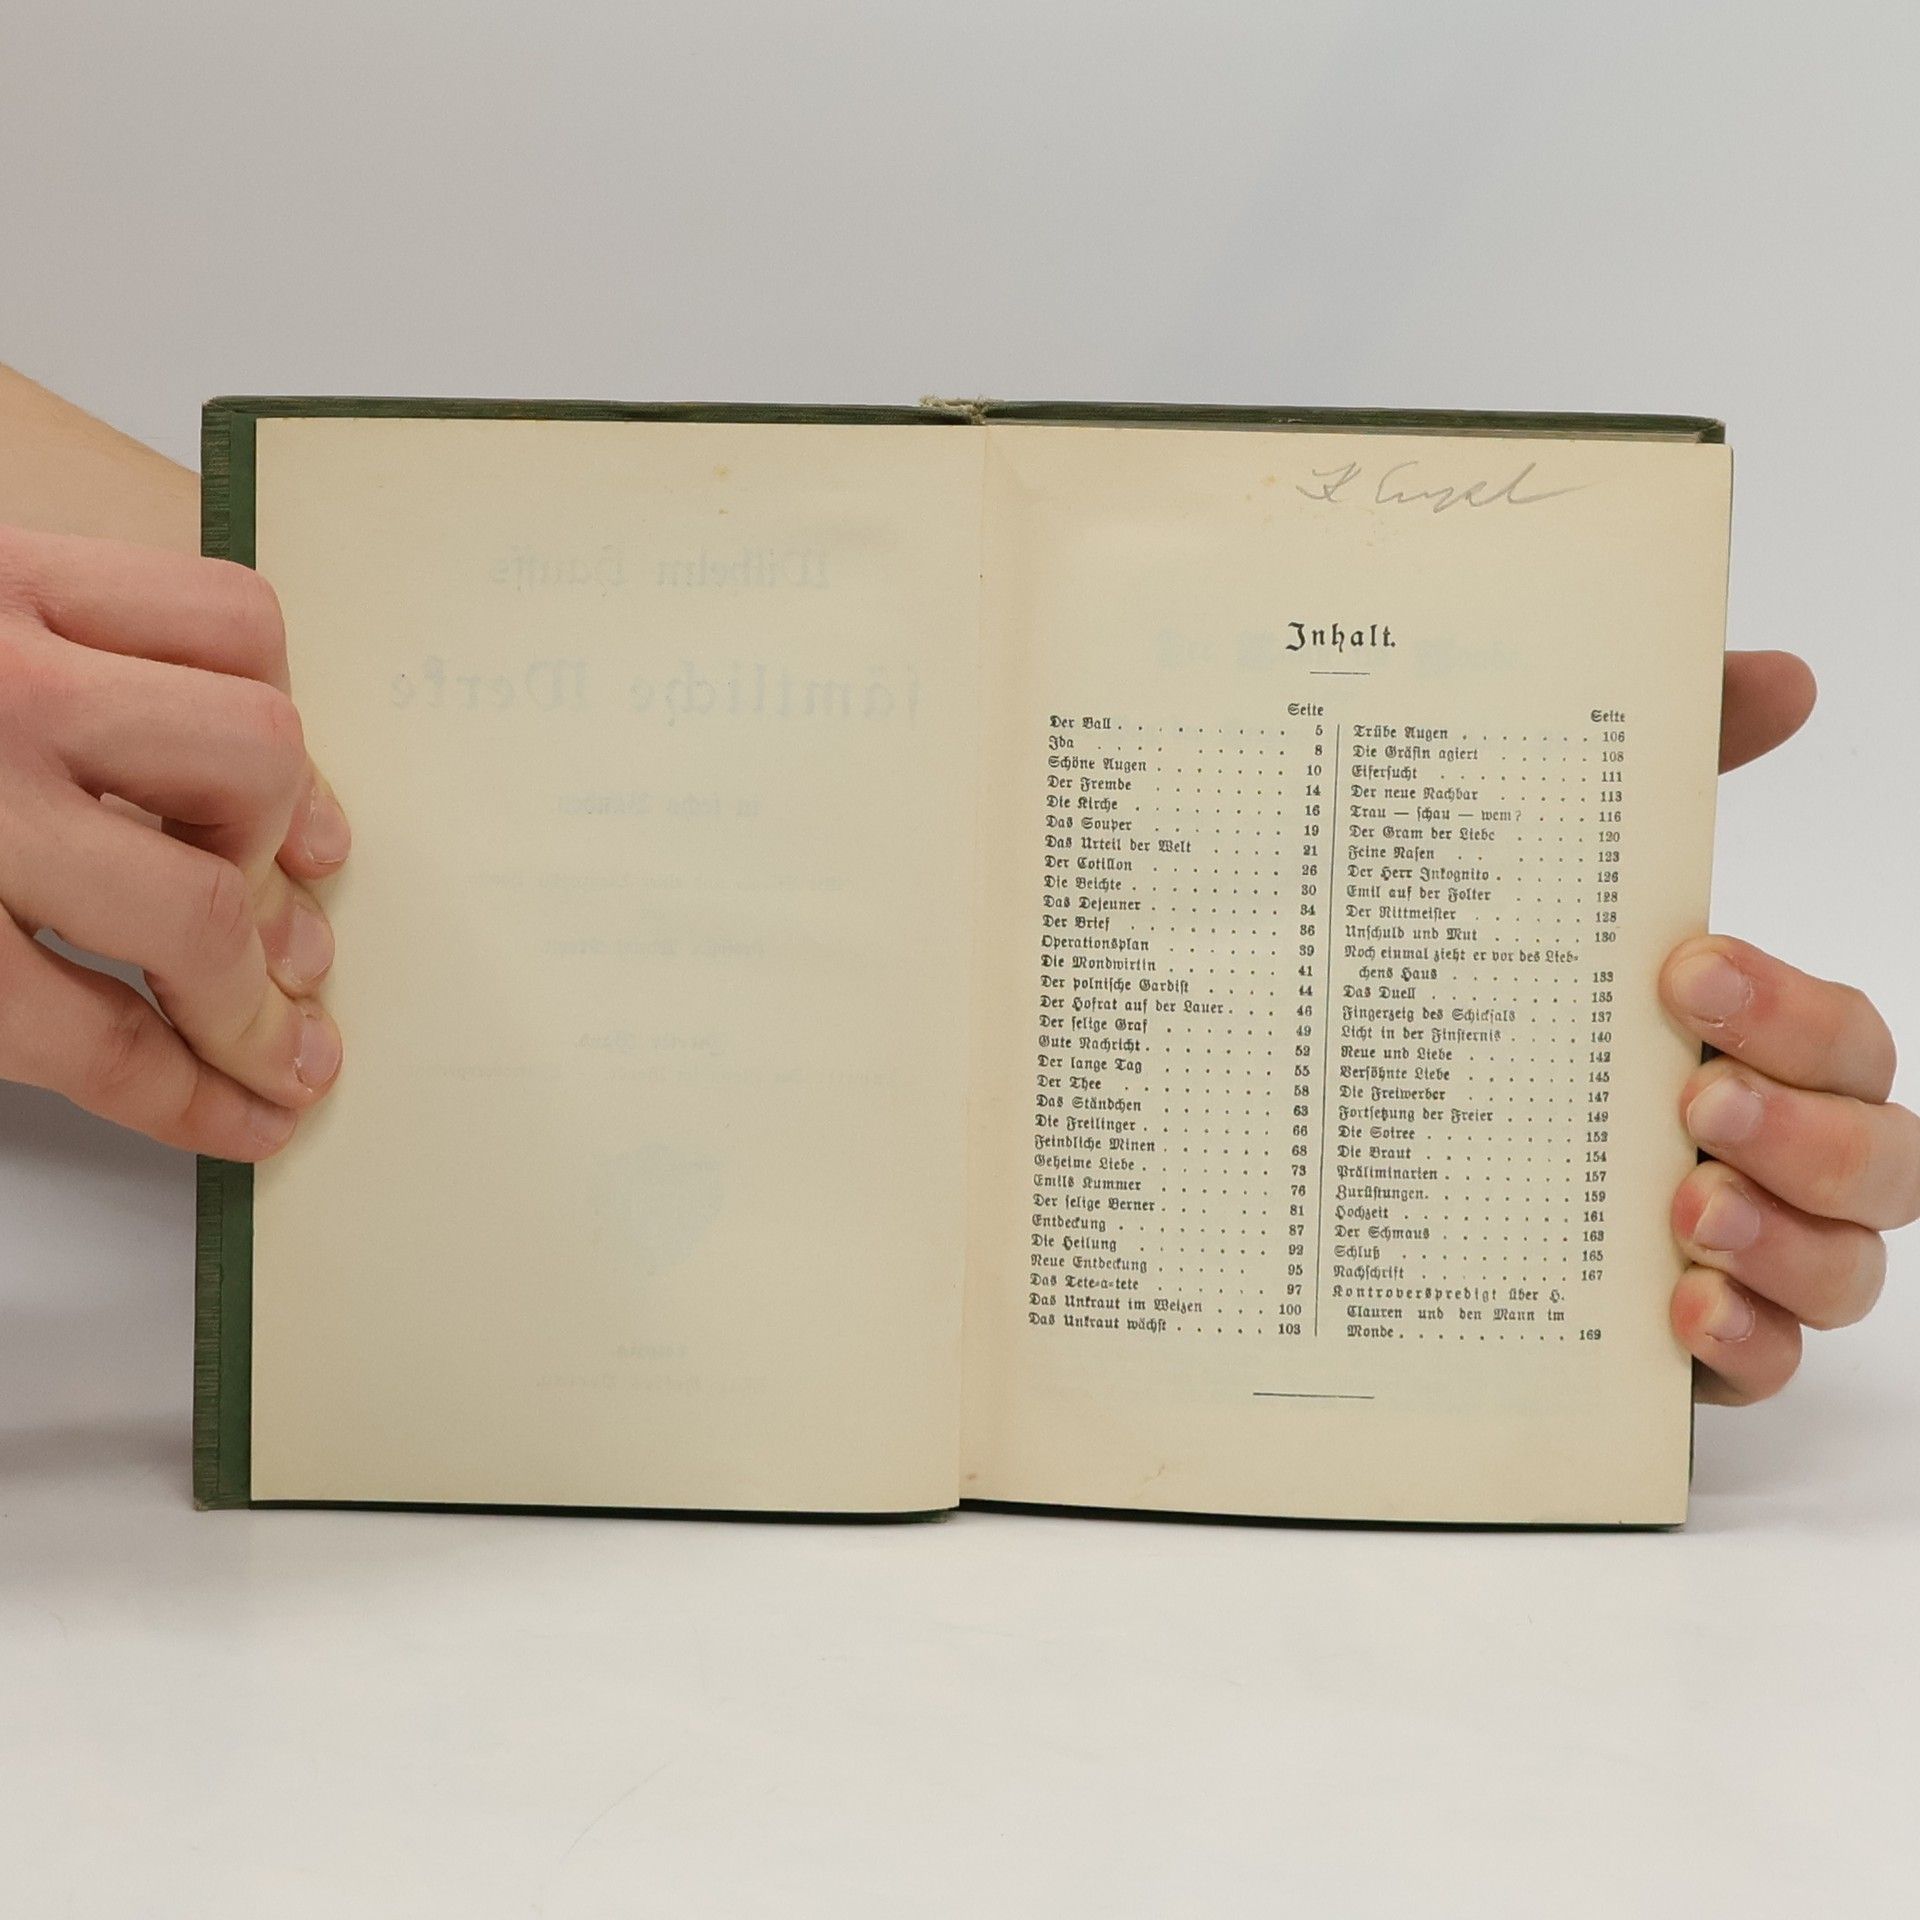 Wilhelm Hauffs
sämtliche Werke
Inhalt.
Seite
Der Ball . . . . . . . . . 5
Ida . . . . . . . . . 8
Schöne Augen . . . . . . . 10
Der Fremde . . . . . . . 14
Die Kirche . . . . . . . . 16
Das Souper . . . . . . . 19
Das Urteil der Welt . . . . 21
Der Cotillon . . . . . . . 26
Die Beichte . . . . . . . . 30
Das Dejeuner . . . . . . . 34
Der Brief . . . . . . . . 36
Operationsplan . . . . . . 39
Die Mondwirtin . . . . . . 41
Der polnische Gardist . . . . 44
Der Hofrat auf der Lauer . . . 46
Der selige Graf . . . . . . 49
Gute Nachricht . . . . . . . 52
Der lange Tag . . . . . . 55
Der Thee . . . . . . . . 58
Das Ständchen . . . . . . 63
Die Freilinger . . . . . . . 66
Feindliche Minen . . . . . . 68
Geheime Liebe . . . . . . . 73
Emils Kummer . . . . . . 76
Der selige Berner . . . . . 81
Entdeckung . . . . . . . . 87
Die Heilung . . . . . . . 92
Neue Entdeckung . . . . . 95
Das Tete-a-tete . . . . . . 97
Das Unkraut im Weizen . . . 100
Das Unkraut wächst . . . . . 103
Seite
Trübe Augen . . . . . . . 106
Die Gräfin agiert . . . . . 108
Eifersucht . . . . . . . . 111
Der neue Nachbar . . . . . 113
Trau — schau — wem? . . . 116
Der Gram der Liebe . . . . 120
Feine Nasen . . . . . . 123
Der Herr Inkognito . . . . . 126
Emil auf der Folter . . . . 128
Der Rittmeister . . . . . . 128
Unschuld und Mut . . . . . 130
Noch einmal zieht er vor des Lieb-
chens Haus . . . . . . . 133
Das Duell . . . . . . . . 135
Fingerzeig des Schicksals . . . 137
Licht in der Finsternis . . . . 140
Reue und Liebe . . . . . . 142
Versöhnte Liebe . . . . . . 145
Die Freiwerber . . . . . . 147
Fortsetzung der Freier . . . . 149
Die Soiree . . . . . . . . 152
Die Braut . . . . . . . . 154
Präliminarien . . . . . . . 157
Zurüstungen. . . . . . . . 159
Hochzeit . . . . . . . . . 161
Der Schmaus . . . . . . . 163
Schluß . . . . . . . . . 165
Nachschrift . . . . . . . . 167
Kontroverspredigt über H.
Clauren und den Mann im
Monde . . . . . . . . . 169